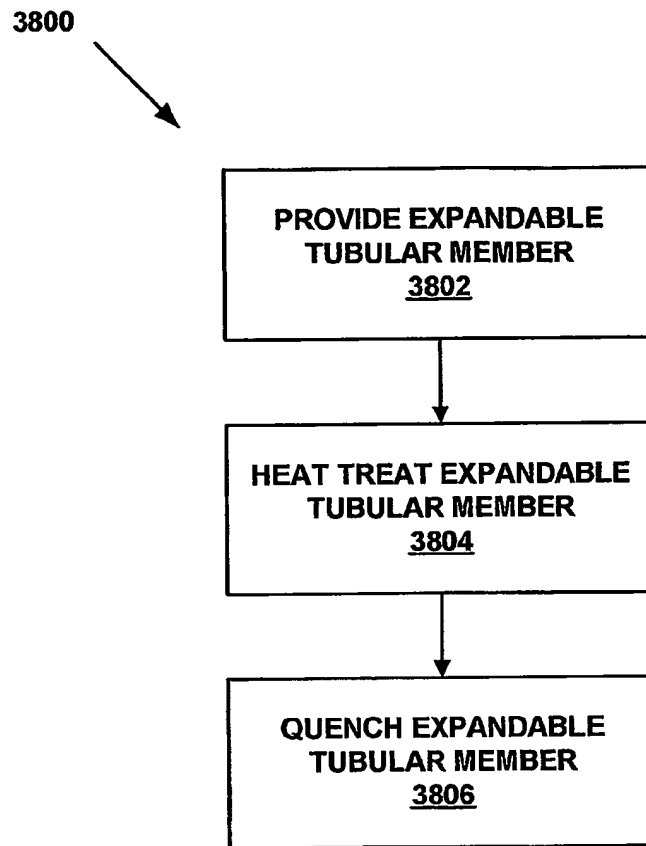 3800
PROVIDE EXPANDABLE
TUBULAR MEMBER
3802
HEAT TREAT EXPANDABLE
TUBULAR MEMBER
3804
QUENCH EXPANDABLE
TUBULAR MEMBER
3806